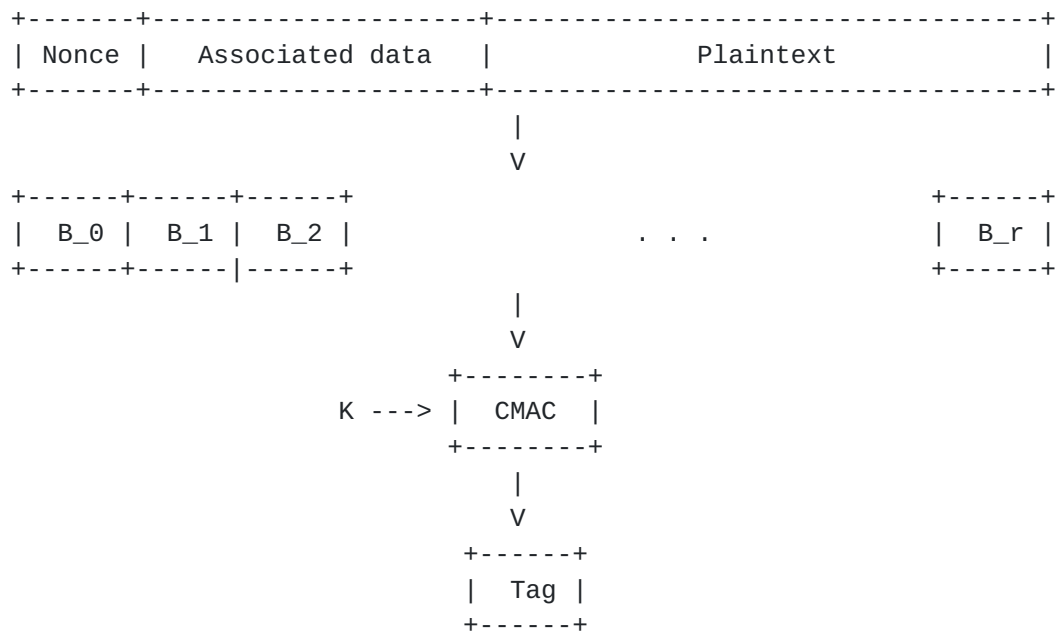 +-------+---------------------+-----------------------------------+
| Nonce |   Associated data   |             Plaintext             |
+-------+---------------------+-----------------------------------+
                                |
                                V
+------+------+------+                                     +------+
|  B_0 |  B_1 |  B_2 |                  . . .              |  B_r |
+------+------|------+                                     +------+
                                |
                                V
                            +--------+
                     K ---> |  CMAC  |
                            +--------+
                                |
                                V
                             +------+
                             |  Tag |
                             +------+